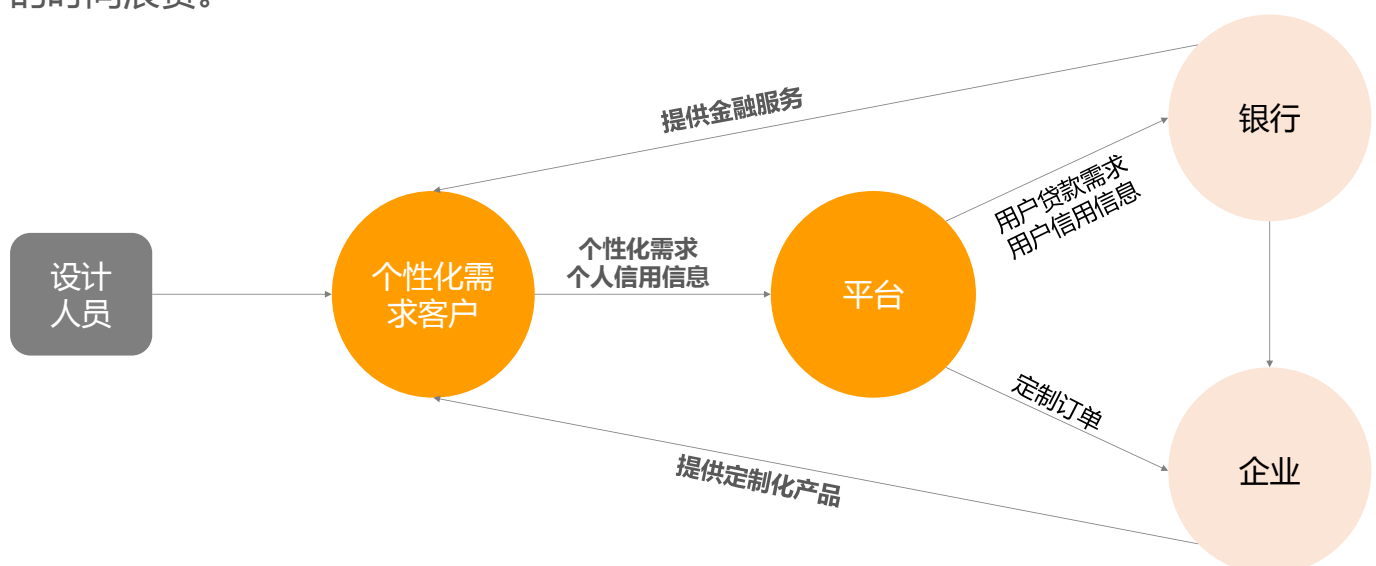 提供金融服务
银行
用户贷款需求
用户信用信息
个性化需求
个人信用信息
设计
人员
个性化需
求客户
平台
定制订单
提供定制化产品
企业